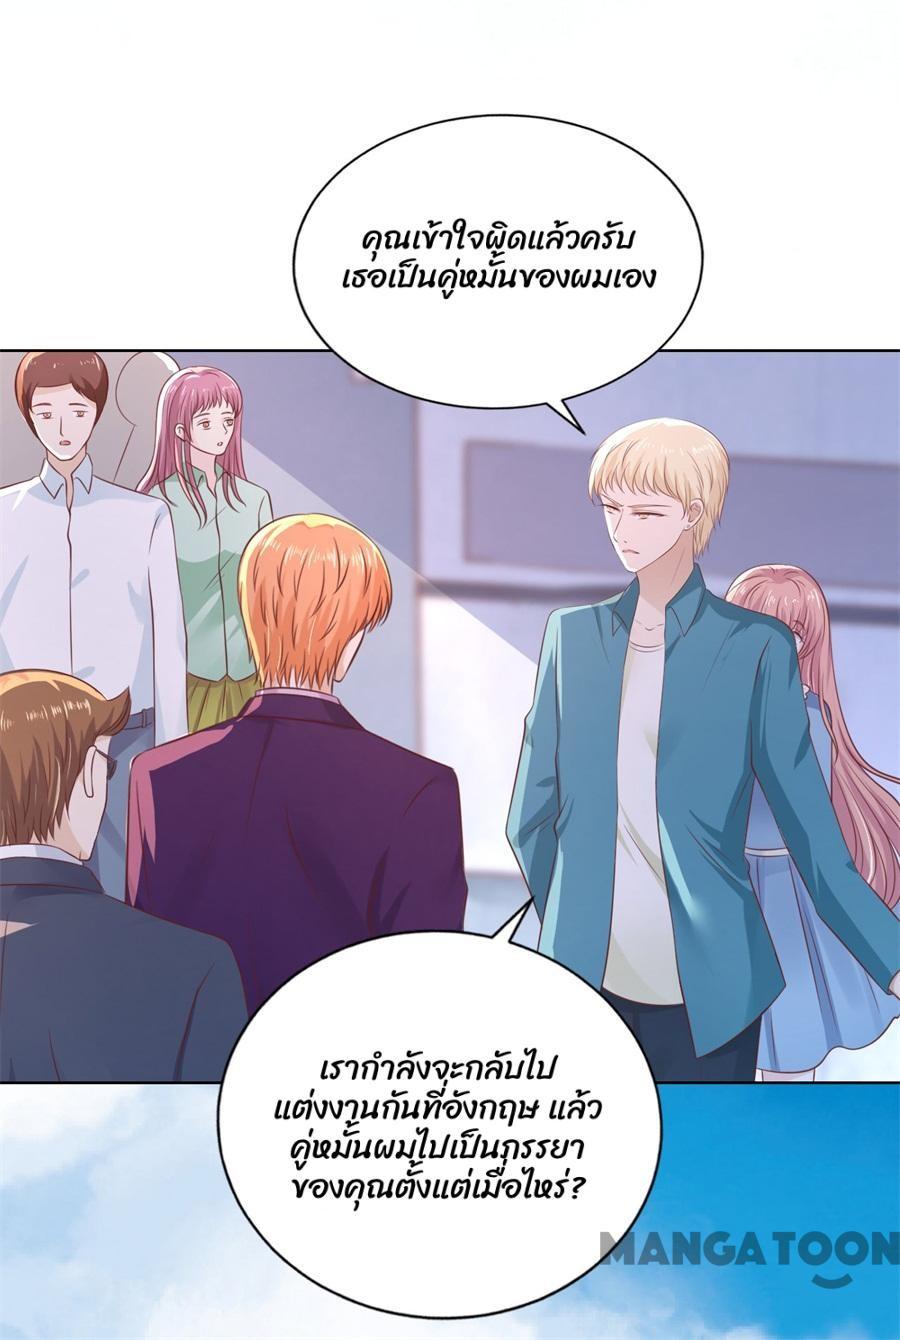 คุณเข้าใจผิดแล้วครับ
เธอเป็นคู่หมั้นของผมเอง
เรากำลังจะกลับไป
แต่งงานกันที่อังกฤษ แล้ว
คู่หมั้นผมไปเป็นภรรยา
ของคุณตั้งแต่เมื่อไหร่?
MANGATOON